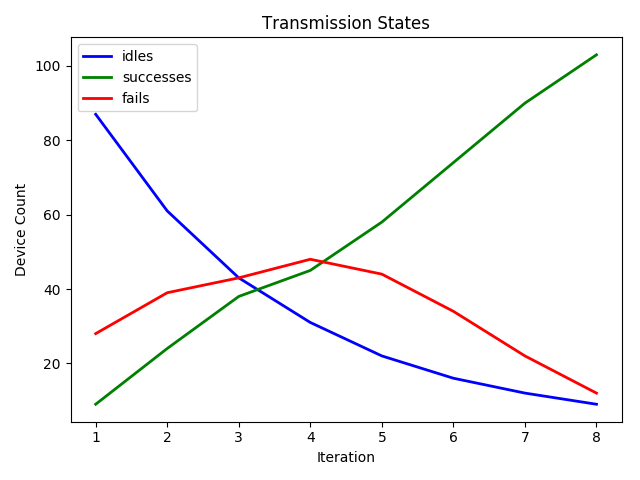 Transmission States
idles
successes
fails
Device Count
100
80
60
40
20
1 2 3 4 5 6 7 8
Iteration